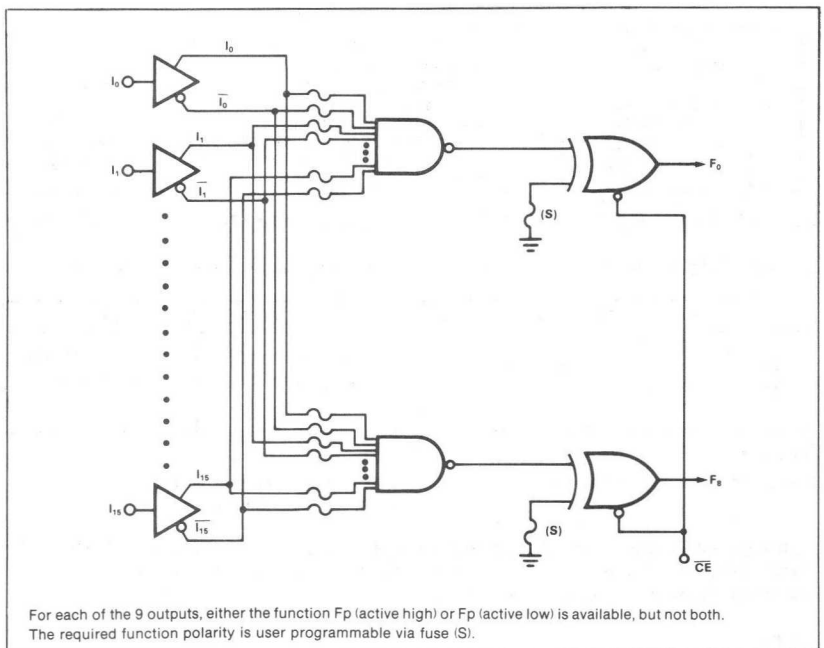 I0
I0
I0
I1
I1
I1
I15
I15
I15
(S)
F0
(S)
F8
CE
For each of the 9 outputs, either the function Fp (active high) or Fp (active low) is available, but not both.
The required function polarity is user programmable via fuse (S).